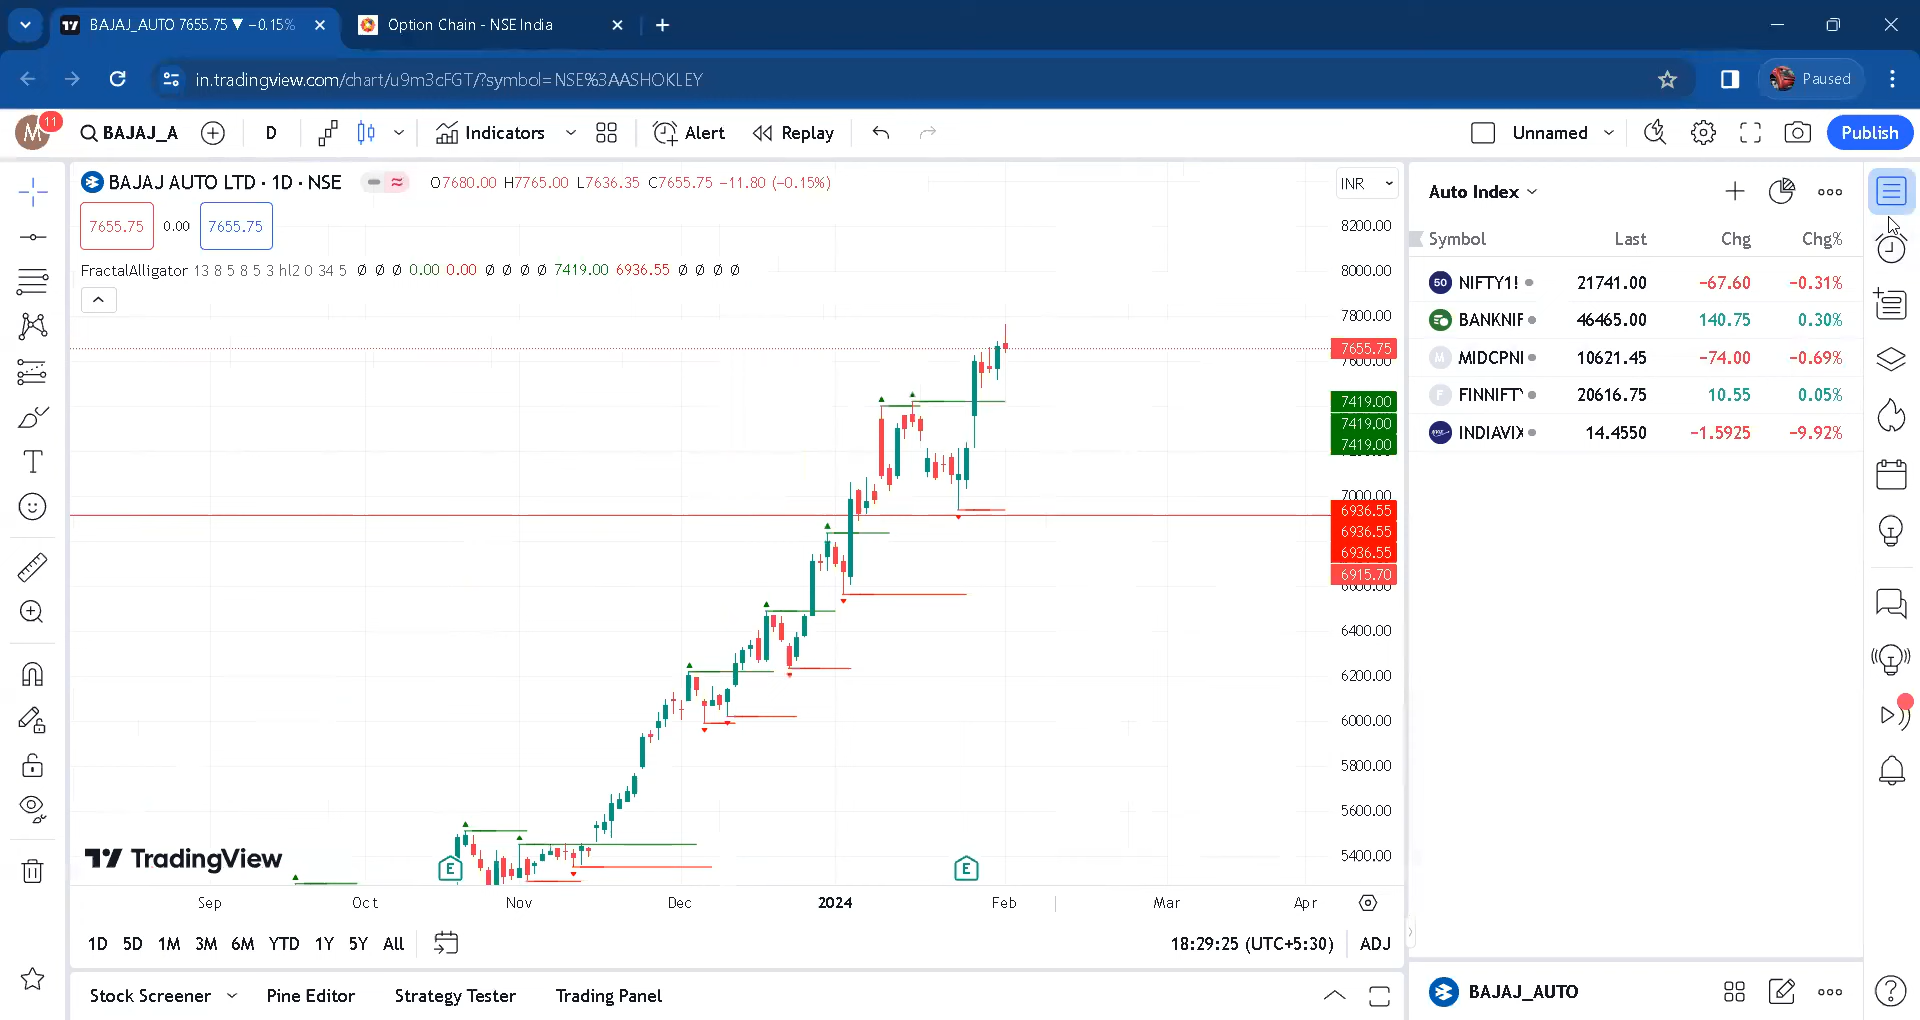 BAJAJ_AUTO 7655.75 ▼ −0.15%
Option Chain - NSE India
in.tradingview.com/chart/u9m3cFGT/?symbol=NSE%3AASHOKLEY
Paused
M 11
BAJAJ_A
D
Indicators
Alert
Replay
Unnamed
Publish
BAJAJ AUTO LTD · 1D · NSE
O7680.00 H7765.00 L7636.35 C7655.75 −11.80 (−0.15%)
INR
7655.75 0.00 7655.75
FractalAlligator 13 8 5 8 5 3 hl2 0 34 5 Ø Ø Ø 0.00 0.00 Ø Ø Ø Ø 7419.00 6936.55 Ø Ø Ø Ø
8200.00
8000.00
7800.00
7655.75
7600.00
7419.00
7419.00
7419.00
7000.00
6936.55
6936.55
6936.55
6915.70
6600.00
6400.00
6200.00
6000.00
5800.00
5600.00
5400.00
E
E
TradingView
Sep Oct Nov Dec 2024 Feb Mar Apr
1D 5D 1M 3M 6M YTD 1Y 5Y All
18:29:25 (UTC+5:30) ADJ
Stock Screener Pine Editor Strategy Tester Trading Panel
Auto Index
Symbol Last Chg Chg%
50 NIFTY1! 21741.00 −67.60 −0.31%
BANKNIF 46465.00 140.75 0.30%
M MIDCPNI 10621.45 −74.00 −0.69%
F FINNIFTY 20616.75 10.55 0.05%
INDIAVIX 14.4550 −1.5925 −9.92%
BAJAJ_AUTO